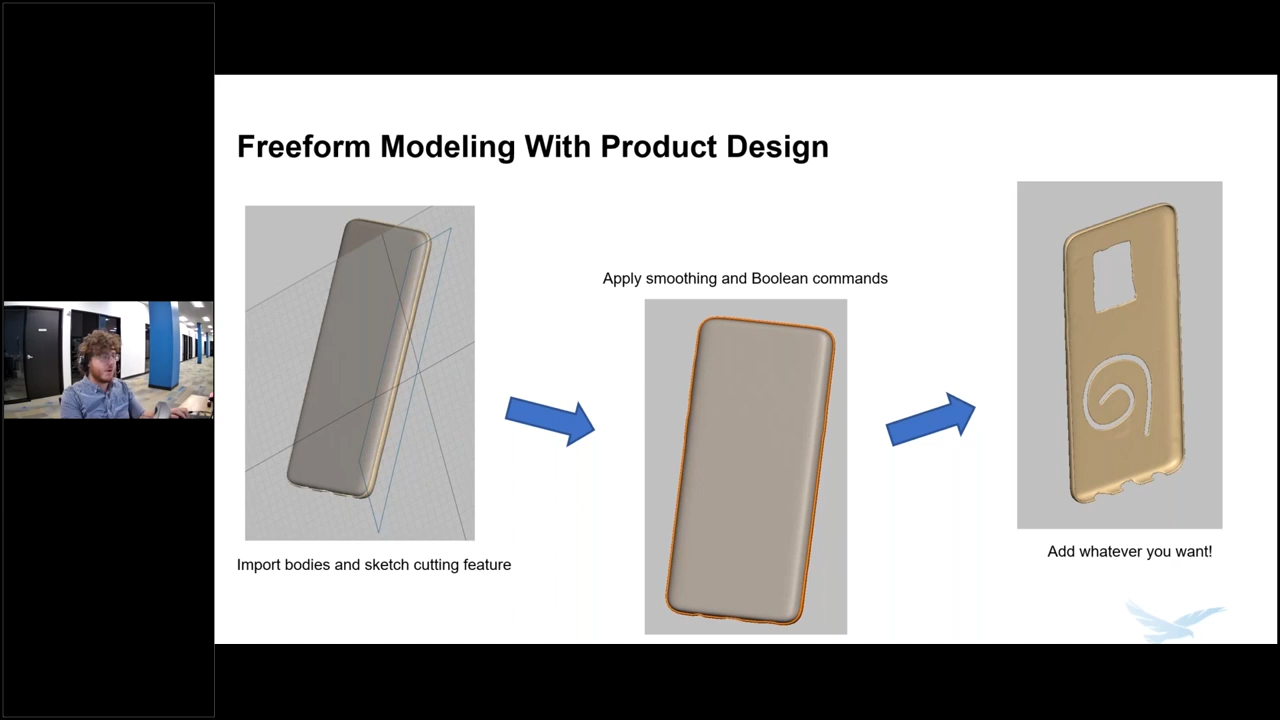 Freeform Modeling With Product Design
Apply smoothing and Boolean commands
Import bodies and sketch cutting feature
Add whatever you want!